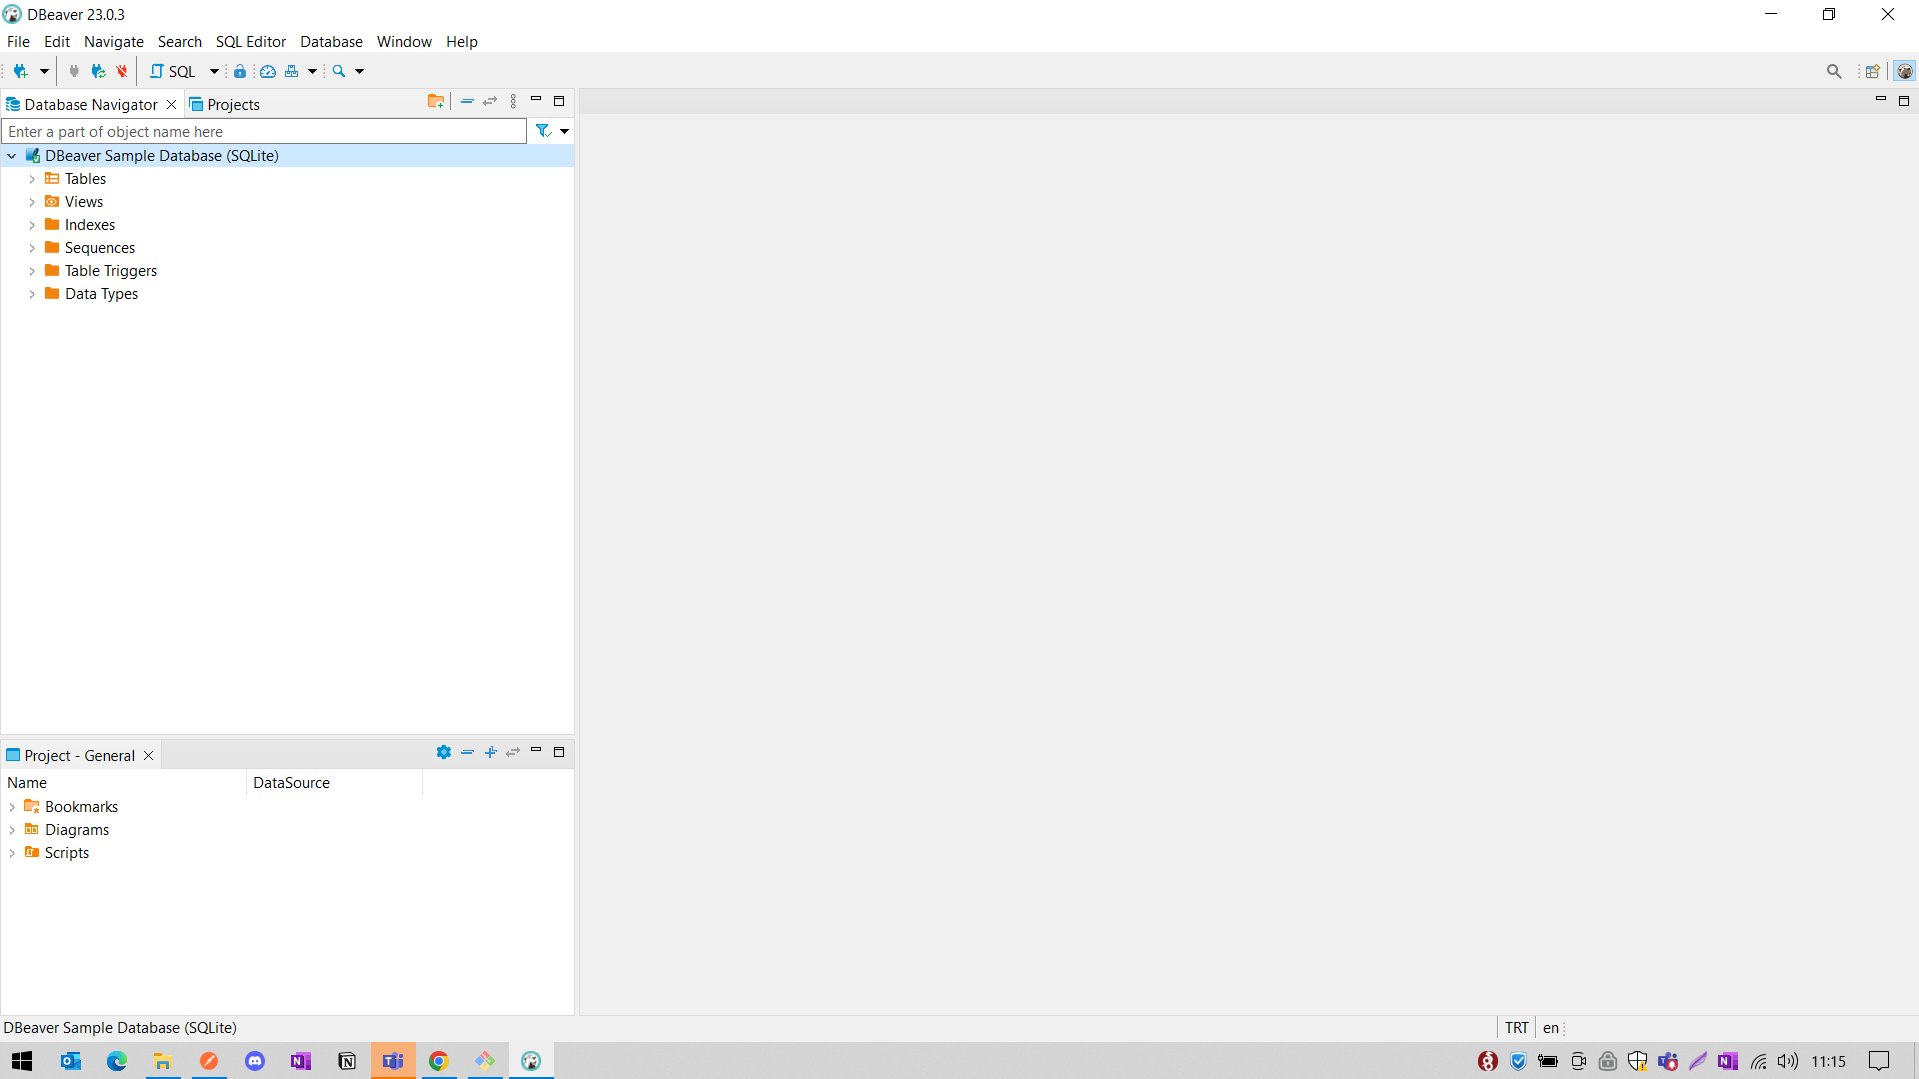 DBeaver 23.0.3
File Edit Navigate Search SQL Editor Database Window Help
SQL
Database Navigator Projects
Enter a part of object name here
DBeaver Sample Database (SQLite)
Tables
Views
Indexes
Sequences
Table Triggers
Data Types
Project - General
Name DataSource
Bookmarks
Diagrams
Scripts
DBeaver Sample Database (SQLite)
TRT en
11:15